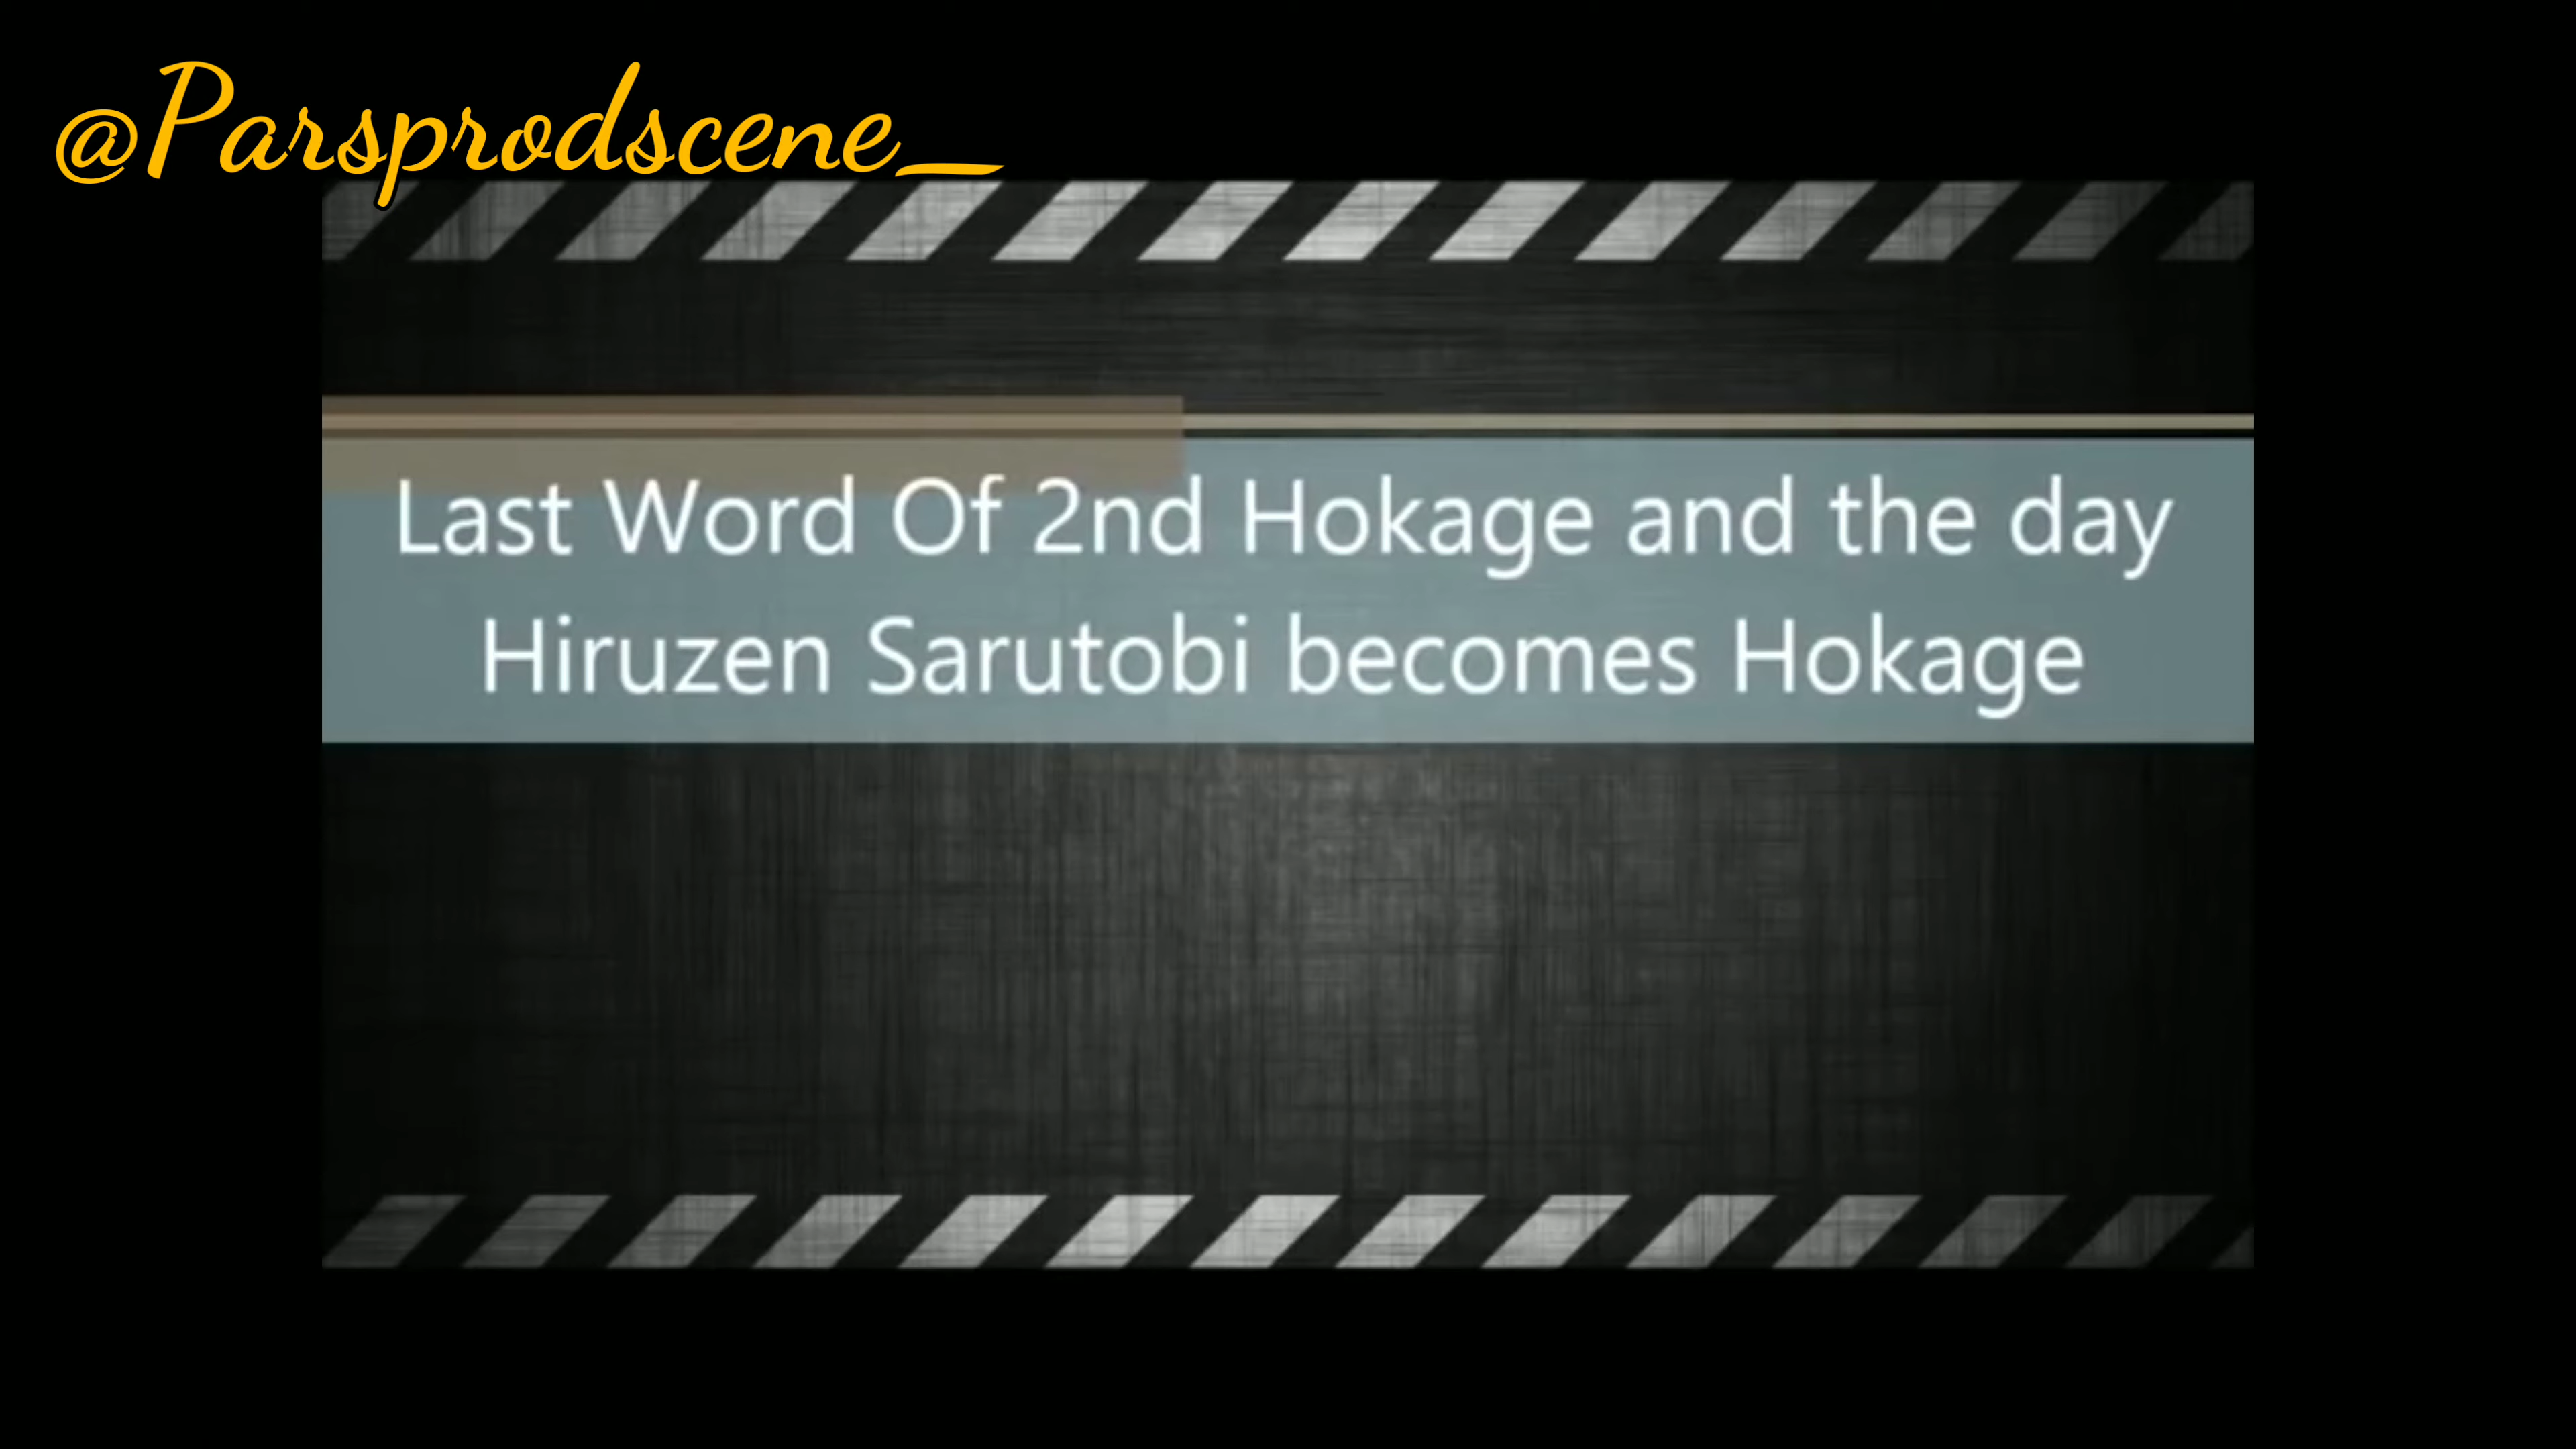 @Parsprodscene_
Last Word Of 2nd Hokage and the day
Hiruzen Sarutobi becomes Hokage